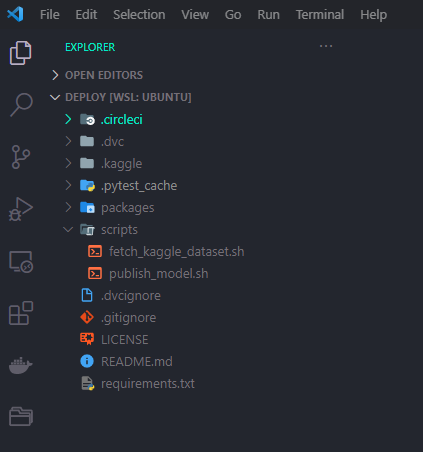 File Edit Selection View Go Run Terminal Help
EXPLORER ...
OPEN EDITORS
DEPLOY [WSL: UBUNTU]
.circleci
.dvc
.kaggle
.pytest_cache
packages
scripts
fetch_kaggle_dataset.sh
publish_model.sh
.dvcignore
.gitignore
LICENSE
README.md
requirements.txt